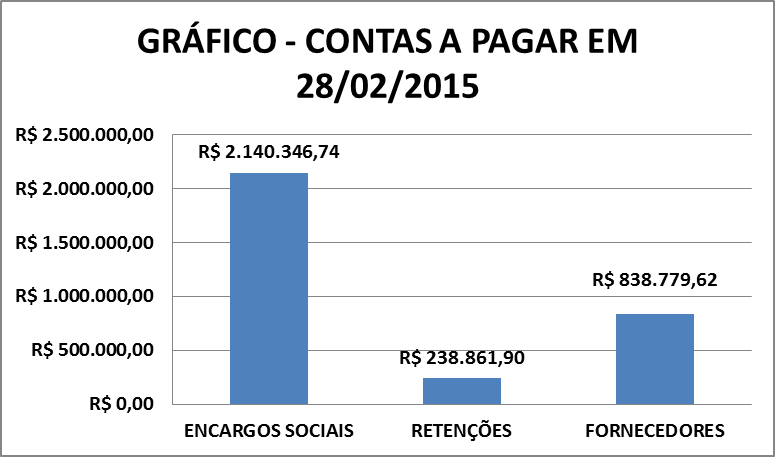 GRÁFICO - CONTAS A PAGAR EM
28/02/2015
R$ 2.500.000,00
R$ 2.000.000,00
R$ 1.500.000,00
R$ 1.000.000,00
R$ 500.000,00
R$ 0,00
R$ 2.140.346,74
R$ 238.861,90
R$ 838.779,62
ENCARGOS SOCIAIS
RETENÇÕES
FORNECEDORES